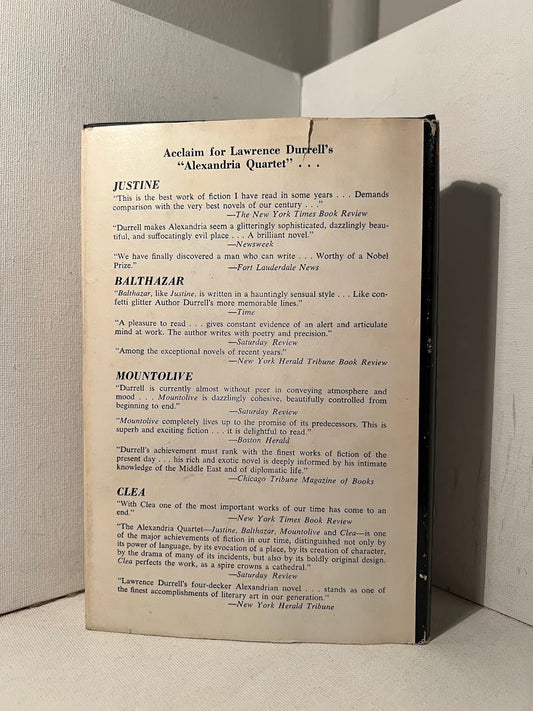 Acclaim for Lawrence Durrell's
"Alexandria Quartet" . . .
JUSTINE
"This is the best work of fiction I have read in some years . . . Demands
comparison with the very best novels of our century . . ."
—The New York Times Book Review
"Durrell makes Alexandria seem a glitteringly sophisticated, dazzlingly beau-
tiful, and suffocatingly evil place . . . A brilliant novel."
—Newsweek
"We have finally discovered a man who can write . . . Worthy of a Nobel
Prize."
—Fort Lauderdale News
BALTHAZAR
"Balthazar, like Justine, is written in a hauntingly sensual style . . . Like con-
fetti glitter Author Durrell's more memorable lines."
—Time
"A pleasure to read . . . gives constant evidence of an alert and articulate
mind at work. The author writes with poetry and precision."
—Saturday Review
"Among the exceptional novels of recent years."
—New York Herald Tribune Book Review
MOUNTOLIVE
"Durrell is currently almost without peer in conveying atmosphere and
mood . . . Mountolive is dazzlingly cohesive, beautifully controlled from
beginning to end."
—Saturday Review
"Mountolive completely lives up to the promise of its predecessors. This is
superb and exciting fiction . . . it is delightful to read."
—Boston Herald
"Durrell's achievement must rank with the finest works of fiction of the
present day . . . his rich and exotic novel is deeply informed by his intimate
knowledge of the Middle East and of diplomatic life."
—Chicago Tribune Magazine of Books
CLEA
"With Clea one of the most important works of our time has come to an
end."
—New York Times Book Review
"The Alexandria Quartet—Justine, Balthazar, Mountolive and Clea—is one
of the major achievements of fiction in our time, distinguished not only by
its power of language, by its evocation of a place, by its creation of character,
by the drama of many of its incidents, but also by its boldly original design.
Clea perfects the work, as a spire crowns a cathedral."
—Saturday Review
"Lawrence Durrell's four-decker Alexandrian novel . . . stands as one of
the finest accomplishments of literary art in our generation."
—New York Herald Tribune